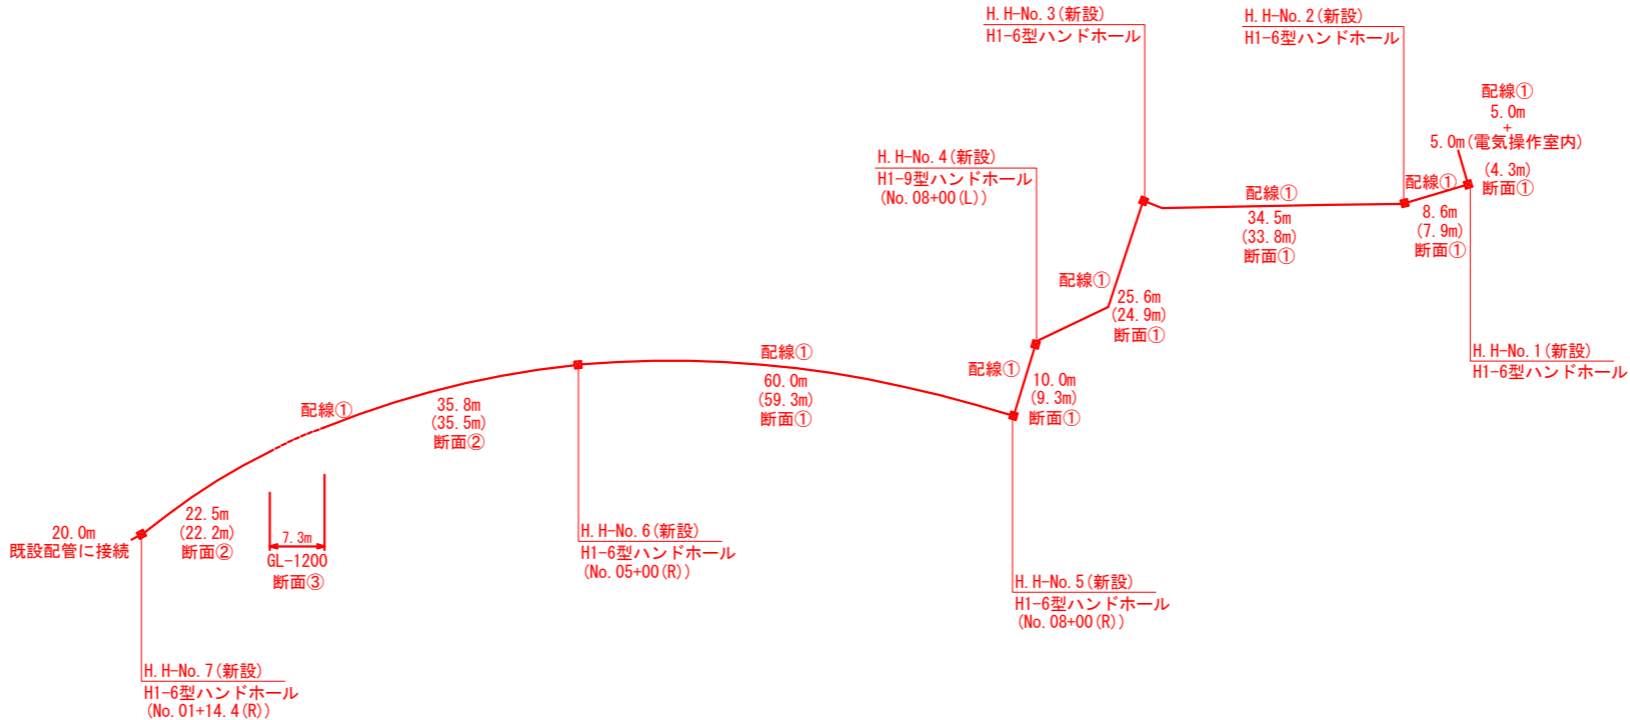 H.H-No.3(新設)
H1-6型ハンドホール
H.H-No.2(新設)
H1-6型ハンドホール
配線①
5.0m
+
5.0m(電気操作室内)
(4.3m)
断面①
H.H-No.4(新設)
H1-9型ハンドホール
(No.08+00(L))
配線①
34.5m
(33.8m)
断面①
配線①
8.6m
(7.9m)
断面①
配線①
25.6m
(24.9m)
断面①
H.H-No.1(新設)
H1-6型ハンドホール
配線①
10.0m
(9.3m)
断面①
配線①
60.0m
(59.3m)
断面①
配線①
35.8m
(35.5m)
断面②
20.0m
既設配管に接続
22.5m
(22.2m)
断面②
7.3m
GL-1200
断面③
H.H-No.6(新設)
H1-6型ハンドホール
(No.05+00(R))
H.H-No.5(新設)
H1-6型ハンドホール
(No.08+00(R))
H.H-No.7(新設)
H1-6型ハンドホール
(No.01+14.4(R))